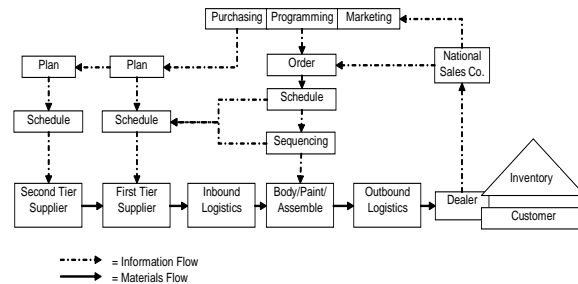 Purchasing Programming Marketing
Plan
Plan
Order
National
Sales Co.
Schedule
Schedule
Schedule
Sequencing
Second Tier
Supplier
First Tier
Supplier
Inbound
Logistics
Body/Paint/
Assemble
Outbound
Logistics
Dealer
Inventory
Customer
= Information Flow
= Materials Flow